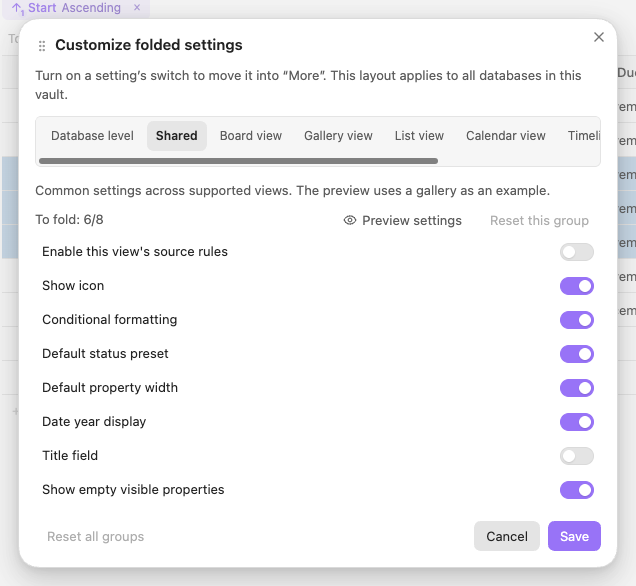 Start Ascending ×
Customize folded settings
Turn on a setting's switch to move it into “More”. This layout applies to all databases in this
vault.
Database level Shared Board view Gallery view List view Calendar view
Common settings across supported views. The preview uses a gallery as an example.
To fold: 6/8 Preview settings Reset this group
Enable this view's source rules
Show icon
Conditional formatting
Default status preset
Default property width
Date year display
Title field
Show empty visible properties
Reset all groups Cancel Save